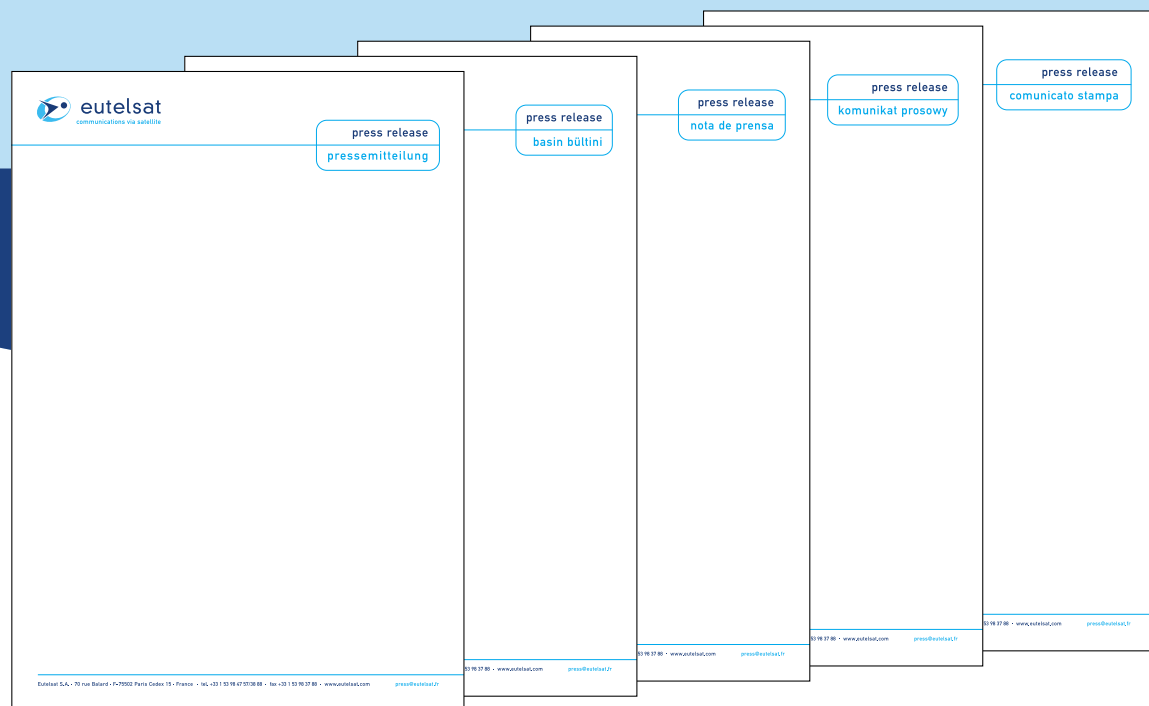 eutelsat
communications via satellite
press release
pressemitteilung
Eutelsat S.A. • 70 rue Balard • F-75502 Paris Cedex 15 • France • tel. +33 1 53 98 47 57/38 88 • fax +33 1 53 98 37 88 • www.eutelsat.com press@eutelsat.fr
press release
basin bültini
53 98 37 88 • www.eutelsat.com press@eutelsat.fr
press release
nota de prensa
53 98 37 88 • www.eutelsat.com press@eutelsat.fr
press release
komunikat prosowy
53 98 37 88 • www.eutelsat.com press@eutelsat.fr
press release
comunicato stampa
53 98 37 88 • www.eutelsat.com press@eutelsat.fr